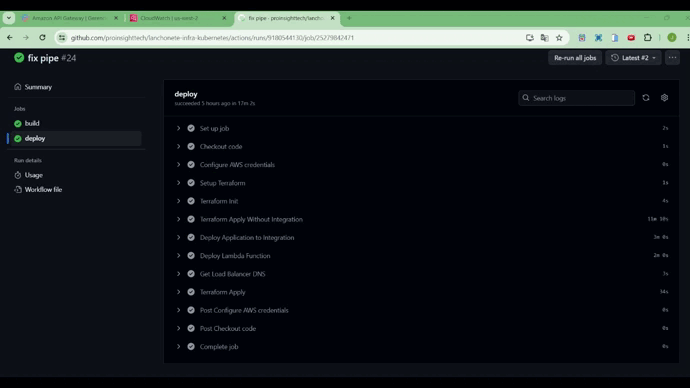 Amazon API Gateway | Gerenci
CloudWatch | us-west-2
fix pipe · proinsighttech/lanchone
github.com/proinsighttech/lanchonete-infra-kubernetes/actions/runs/9180544130/job/25279842471
fix pipe #24
Re-run all jobs
Latest #2
Summary
Jobs
build
deploy
Run details
Usage
Workflow file
deploy
succeeded 5 hours ago in 17m 2s
Search logs
Set up job 2s
Checkout code 1s
Configure AWS credentials 0s
Setup Terraform 1s
Terraform Init 4s
Terraform Apply Without Integration 11m 10s
Deploy Application to Integration 3m 0s
Deploy Lambda Function 2m 0s
Get Load Balancer DNS 3s
Terraform Apply 34s
Post Configure AWS credentials 0s
Post Checkout code 0s
Complete job 0s